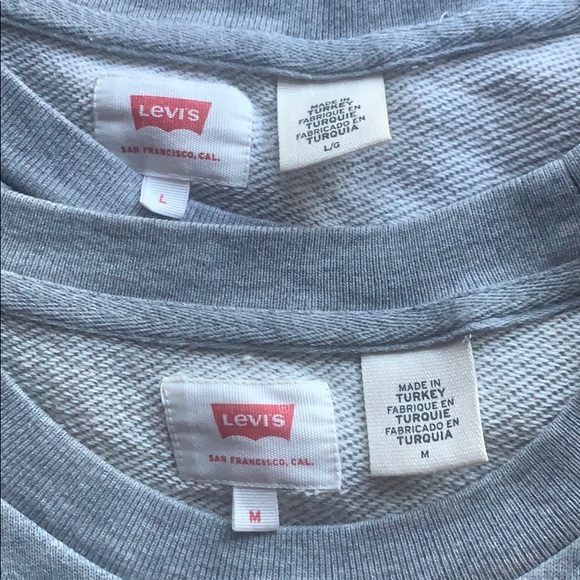 Levi's
SAN FRANCISCO, CAL.
L
MADE IN
TURKEY
FABRIQUE EN
TURQUIE
FABRICADO EN
TURQUIA
L/G
Levi's
SAN FRANCISCO, CAL.
M
MADE IN
TURKEY
FABRIQUE EN
TURQUIE
FABRICADO EN
TURQUIA
M